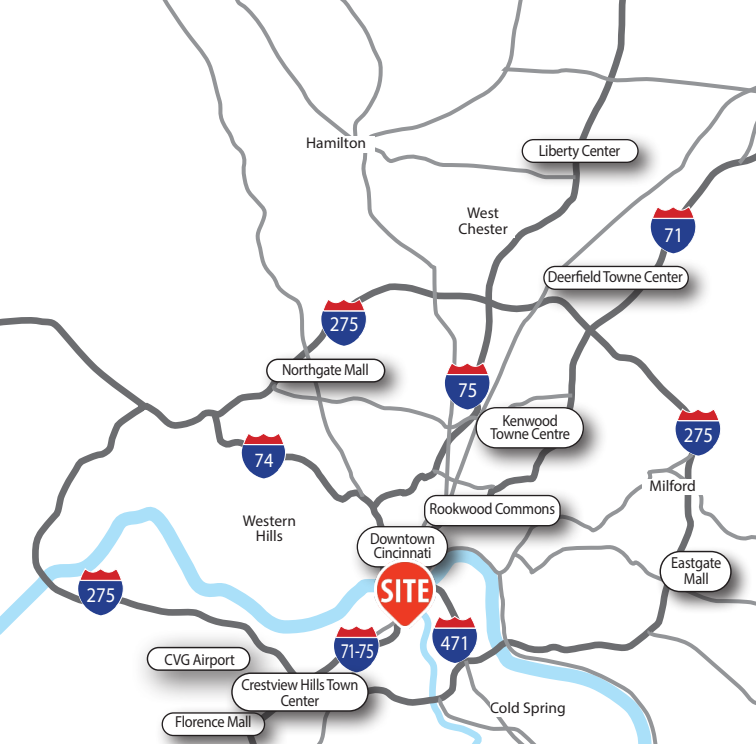 Hamilton
Liberty Center
West
Chester
71
Deerfield Towne Center
275
Northgate Mall
75
Kenwood
Towne Centre
275
74
Milford
Rookwood Commons
Western
Hills
Downtown
Cincinnati
Eastgate
Mall
275
SITE
71-75
471
CVG Airport
Crestview Hills Town
Center
Cold Spring
Florence Mall